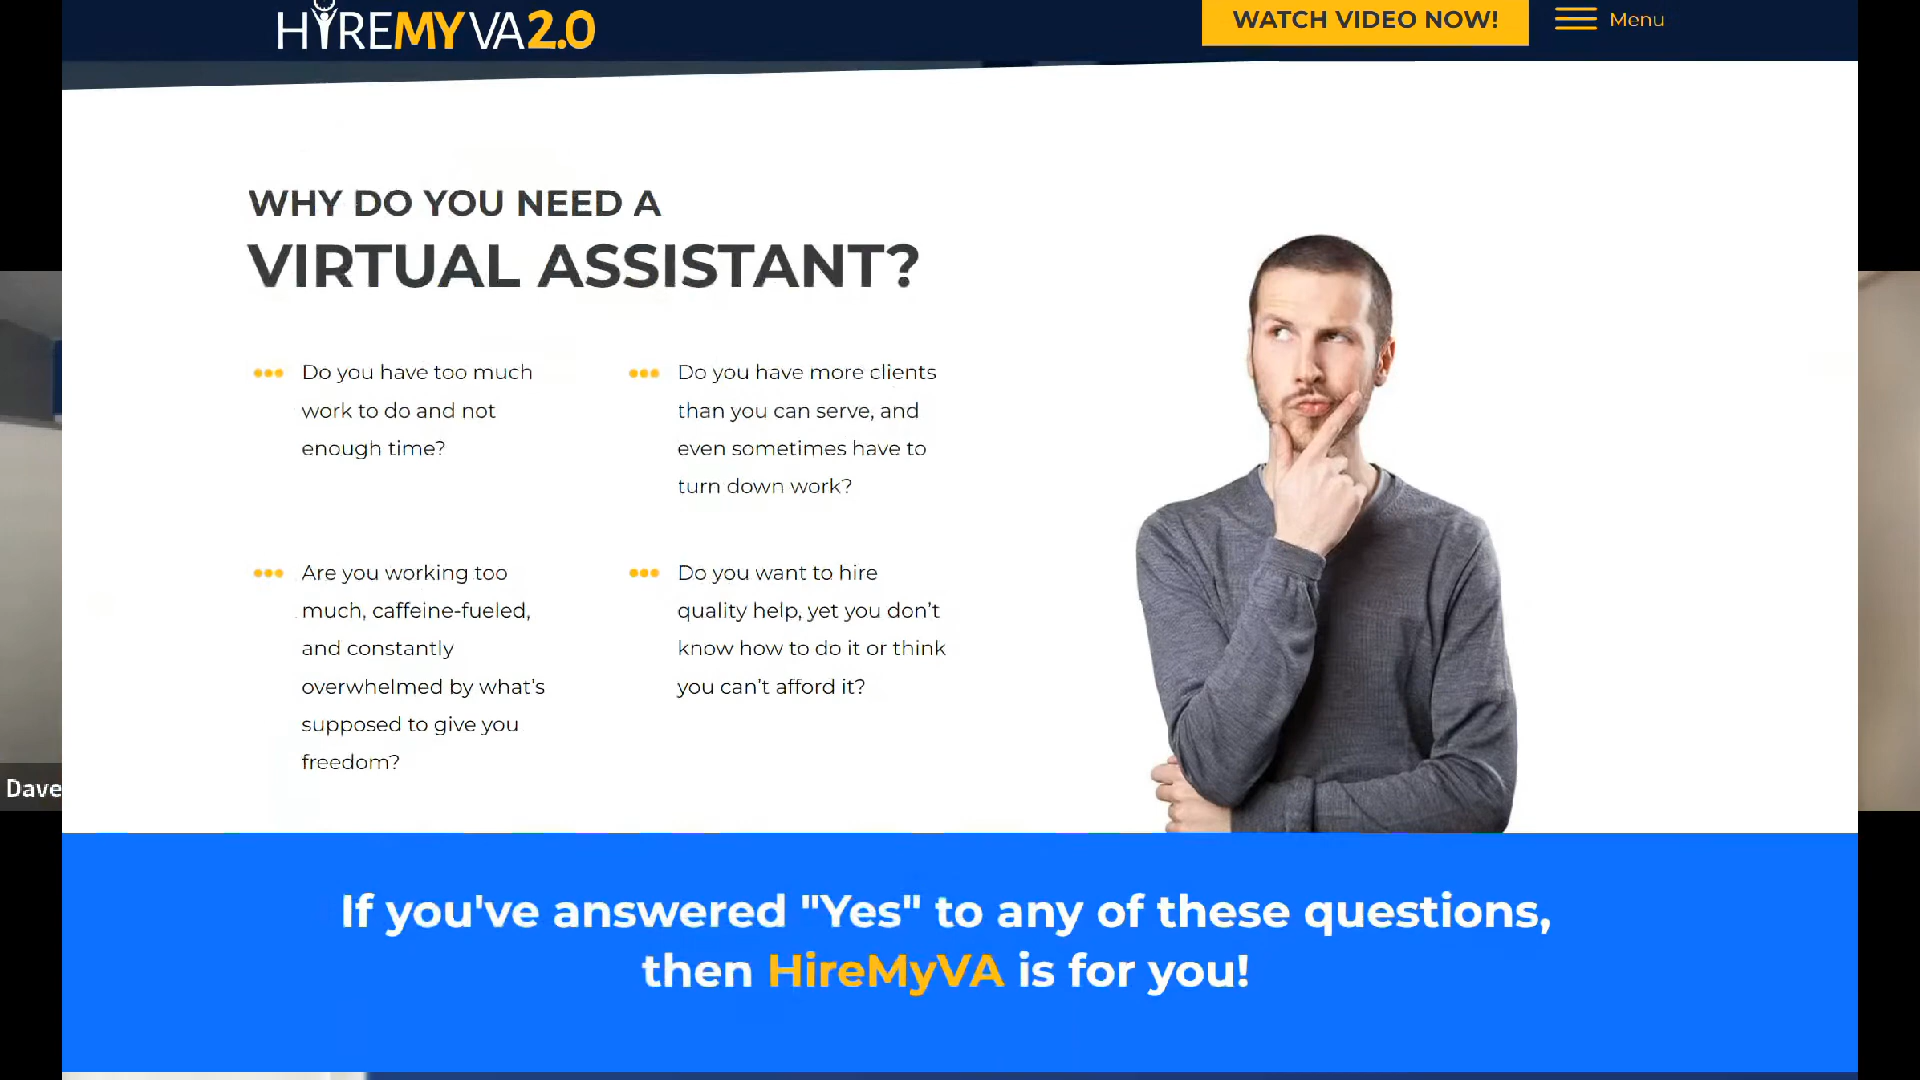 HIREMYVA2.0
WATCH VIDEO NOW!
Menu
WHY DO YOU NEED A
VIRTUAL ASSISTANT?
Do you have too much
work to do and not
enough time?
Do you have more clients
than you can serve, and
even sometimes have to
turn down work?
Are you working too
much, caffeine-fueled,
and constantly
overwhelmed by what's
supposed to give you
freedom?
Do you want to hire
quality help, yet you don't
know how to do it or think
you can't afford it?
Dave
If you've answered "Yes" to any of these questions,
then HireMyVA is for you!